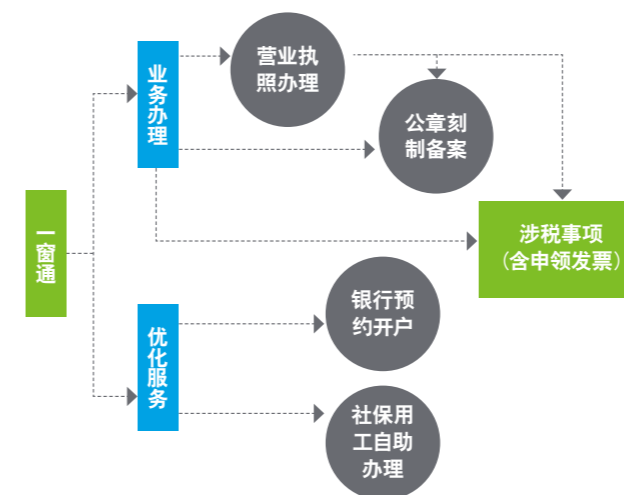 一窗通
业务办理
营业执
照办理
公章刻
制备案
涉税事项
（含申领发票）
优化服务
银行预
约开户
社保用
工自助
办理